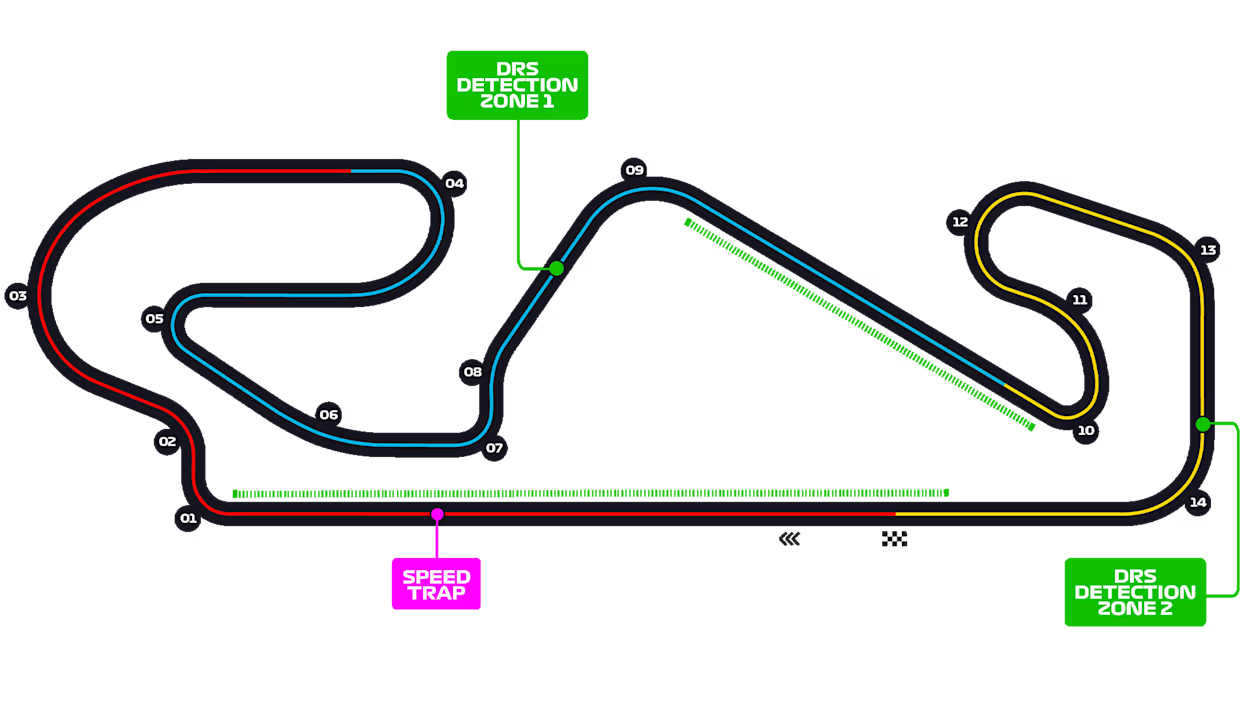 DRS
DETECTION
ZONE 1
09
04
12
13
03
11
05
08
06
10
02
07
14
01
SPEED
TRAP
DRS
DETECTION
ZONE 2